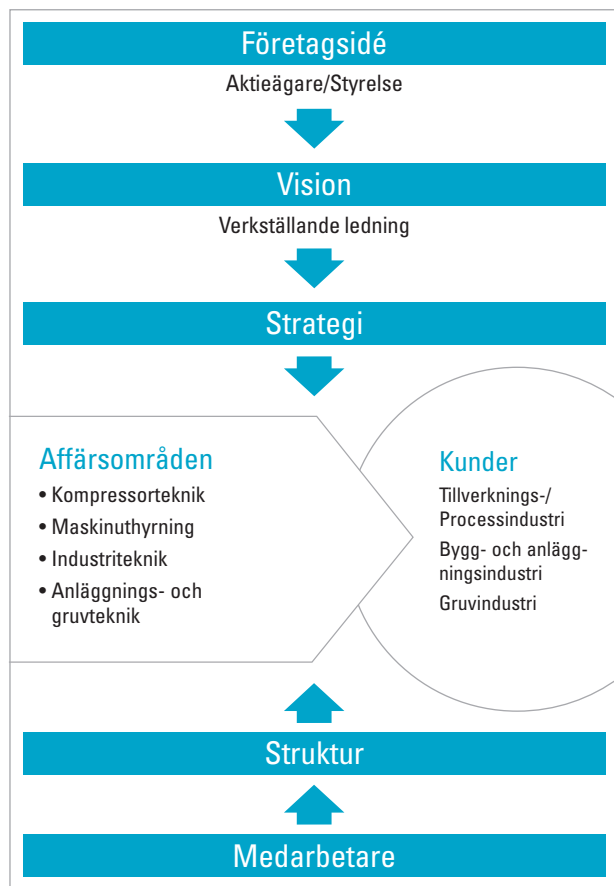 Företagsidé
Aktieägare/Styrelse
Vision
Verkställande ledning
Strategi
Affärsområden
• Kompressorteknik
• Maskinuthyrning
• Industriteknik
• Anläggnings- och
gruvteknik
Kunder
Tillverknings-/
Processindustri
Bygg- och anlägg-
ningsindustri
Gruvindustri
Struktur
Medarbetare